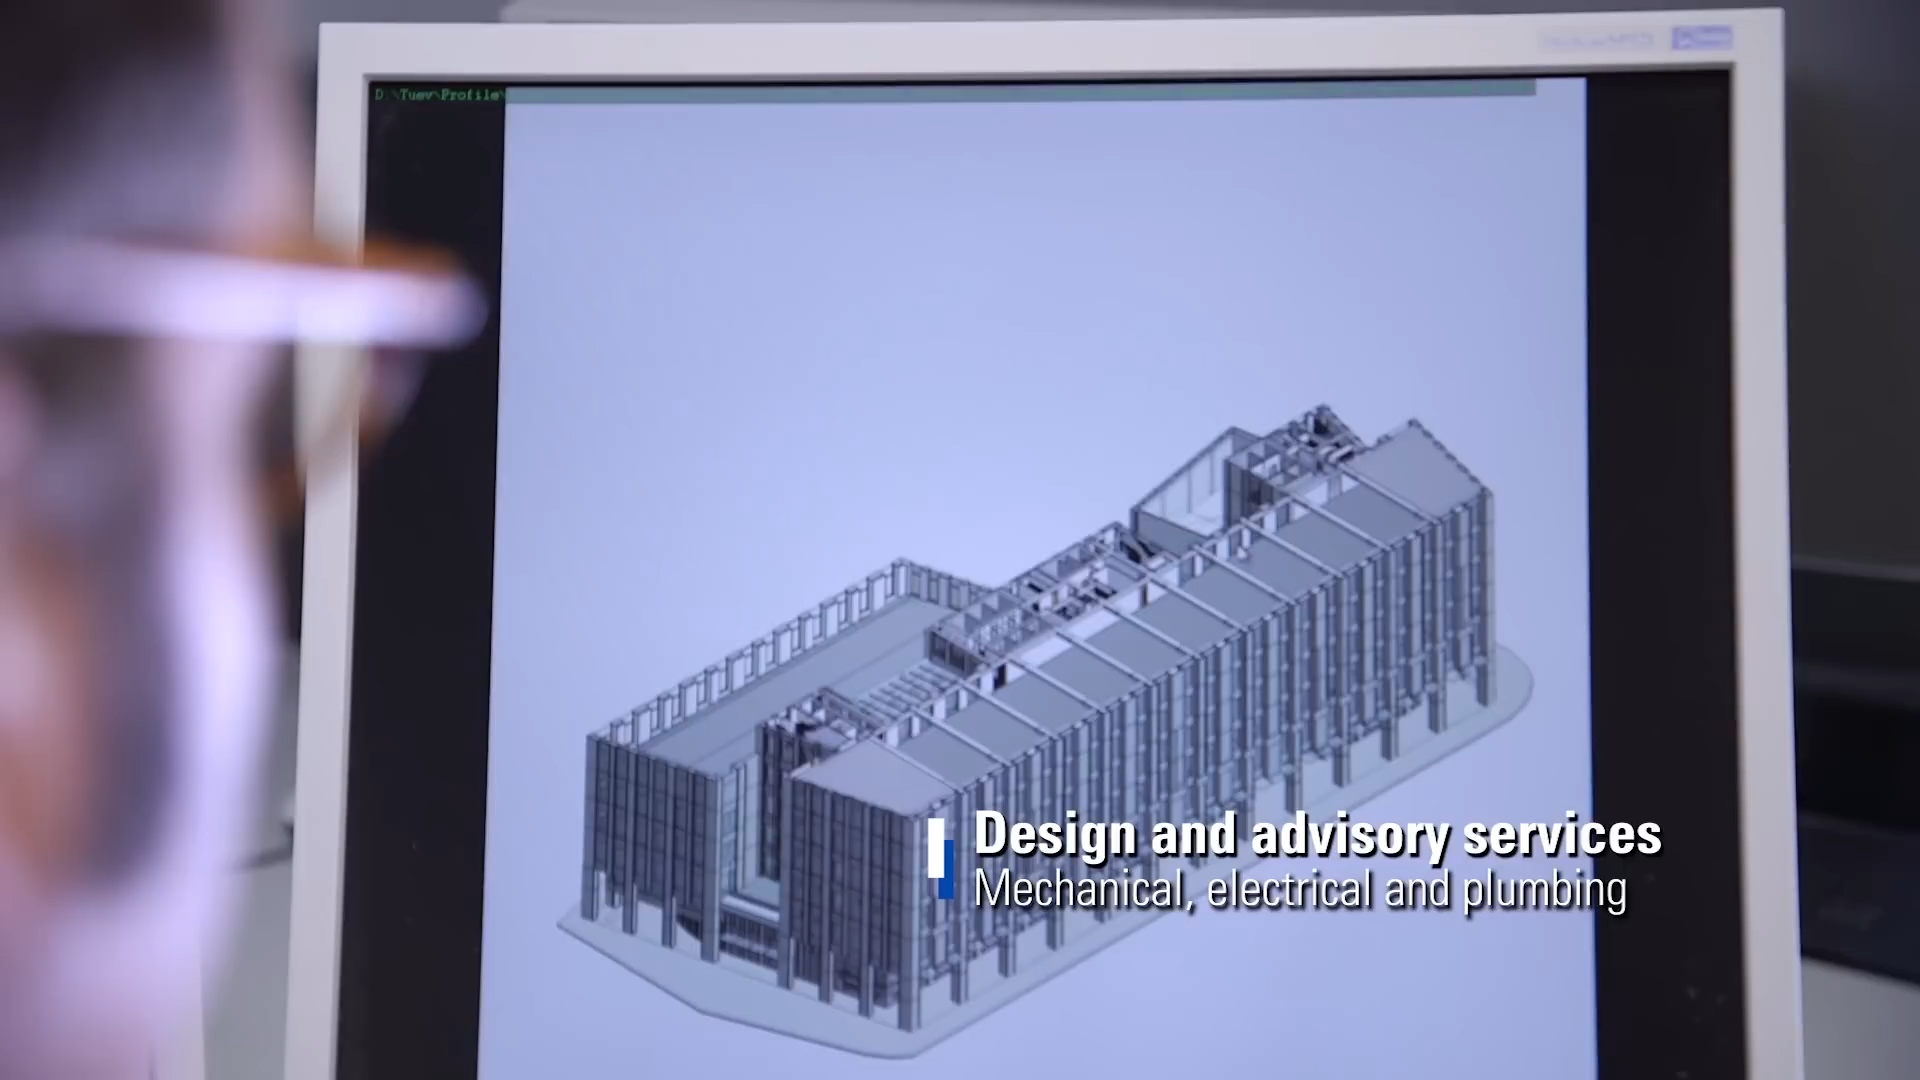 D:\Tuev\Profile\
Design and advisory services
Mechanical, electrical and plumbing